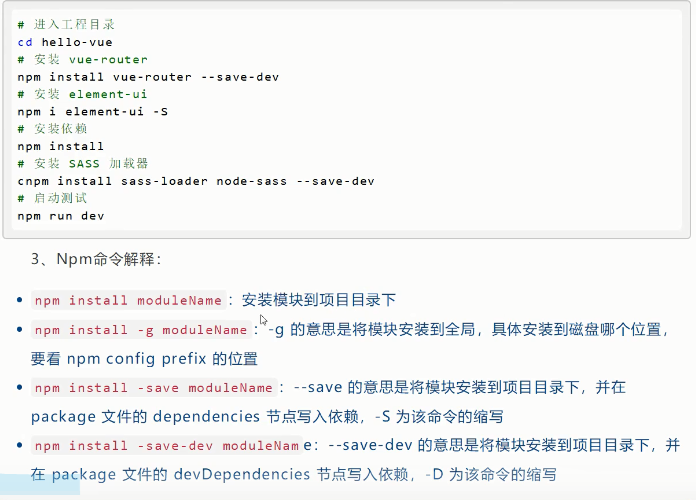 # 进入工程目录
cd hello-vue
# 安装 vue-router
npm install vue-router --save-dev
# 安装 element-ui
npm i element-ui -S
# 安装依赖
npm install
# 安装 SASS 加载器
cnpm install sass-loader node-sass --save-dev
# 启动测试
npm run dev
3、Npm命令解释：
npm install moduleName：安装模块到项目目录下
npm install -g moduleName：-g 的意思是将模块安装到全局，具体安装到磁盘哪个位置，
要看 npm config prefix 的位置
npm install -save moduleName：--save 的意思是将模块安装到项目目录下，并在
package 文件的 dependencies 节点写入依赖，-S 为该命令的缩写
npm install -save-dev moduleName：--save-dev 的意思是将模块安装到项目目录下，并
在 package 文件的 devDependencies 节点写入依赖，-D 为该命令的缩写